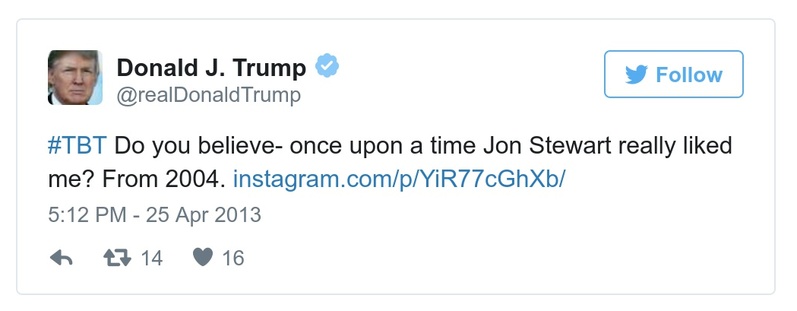 Donald J. Trump
@realDonaldTrump
Follow
#TBT Do you believe- once upon a time Jon Stewart really liked
me? From 2004. instagram.com/p/YiR77cGhXb/
5:12 PM - 25 Apr 2013
14 16